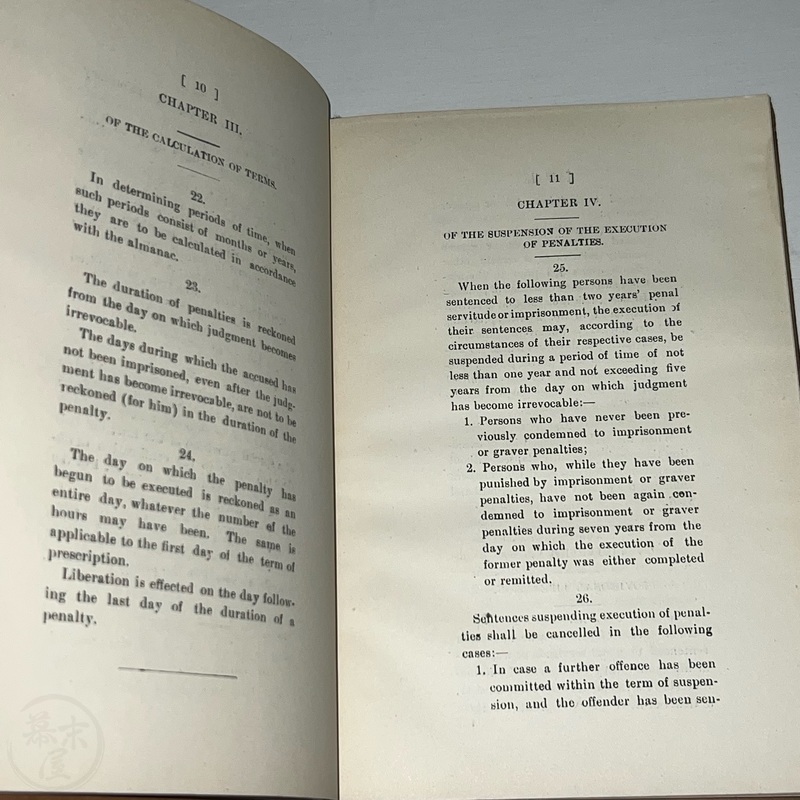 [ 10 ]
CHAPTER III.
OF THE CALCULATION OF TERMS.
22.
In determining periods of time, when
such periods consist of months or years,
they are to be calculated in accordance
with the almanac.
23.
The duration of penalties is reckoned
from the day on which judgment becomes
irrevocable.
The days during which the accused has
not been imprisoned, even after the judg-
ment has become irrevocable, are not to be
reckoned (for him) in the duration of the
penalty.
24.
The day on which the penalty has
begun to be executed is reckoned as an
entire day, whatever the number of the
hours may have been. The same is
applicable to the first day of the term of
prescription.
Liberation is effected on the day follow-
ing the last day of the duration of a
penalty.
[ 11 ]
CHAPTER IV.
OF THE SUSPENSION OF THE EXECUTION
OF PENALTIES.
25.
When the following persons have been
sentenced to less than two years' penal
servitude or imprisonment, the execution of
their sentences may, according to the
circumstances of their respective cases, be
suspended during a period of time of not
less than one year and not exceeding five
years from the day on which judgment
has become irrevocable:—
1. Persons who have never been pre-
viously condemned to imprisonment
or graver penalties;
2. Persons who, while they have been
punished by imprisonment or graver
penalties, have not been again con-
demned to imprisonment or graver
penalties during seven years from the
day on which the execution of the
former penalty was either completed
or remitted.
26.
Sentences suspending execution of penal-
ties shall be cancelled in the following
cases:—
1. In case a further offence has been
committed within the term of suspen-
sion, and the offender has been sen-
幕末屋